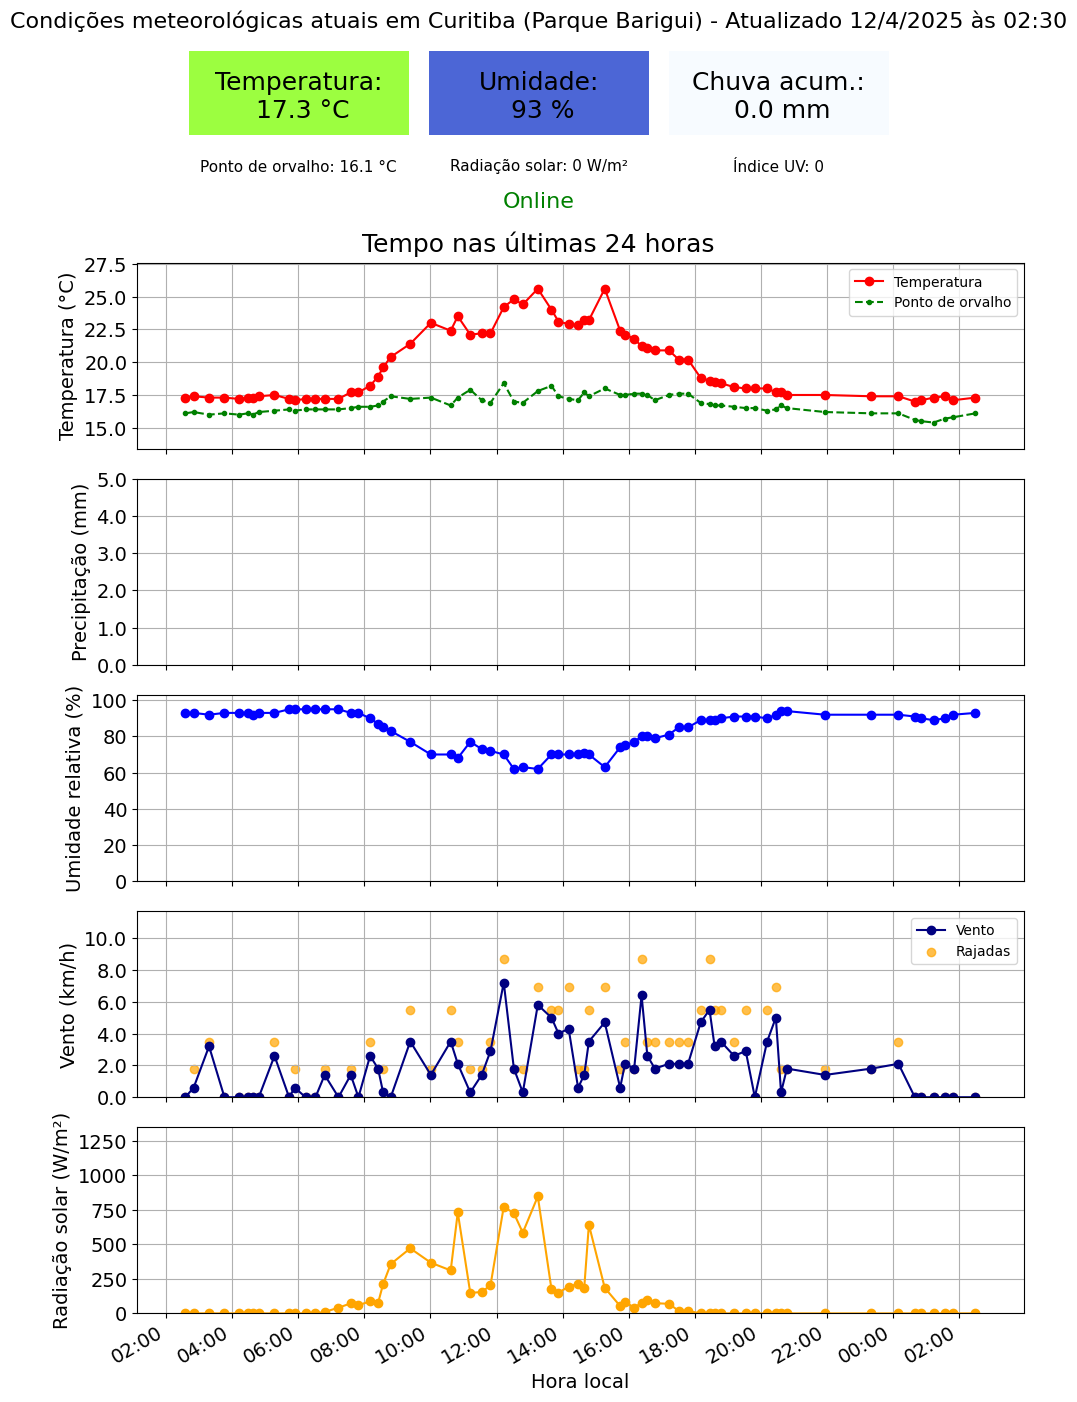 Condições meteorológicas atuais em Curitiba (Parque Barigui) - Atualizado 12/4/2025 às 02:30
Temperatura:
17.3 °C
Umidade:
93 %
Chuva acum.:
0.0 mm
Ponto de orvalho: 16.1 °C
Radiação solar: 0 W/m²
Índice UV: 0
Online
Tempo nas últimas 24 horas
Temperatura (°C)
27.5
25.0
22.5
20.0
17.5
15.0
Temperatura
Ponto de orvalho
Precipitação (mm)
5.0
4.0
3.0
2.0
1.0
0.0
Umidade relativa (%)
100
80
60
40
20
0
Vento (km/h)
10.0
8.0
6.0
4.0
2.0
0.0
Vento
Rajadas
Radiação solar (W/m²)
1250
1000
750
500
250
0
02:00 04:00 06:00 08:00 10:00 12:00 14:00 16:00 18:00 20:00 22:00 00:00 02:00
Hora local